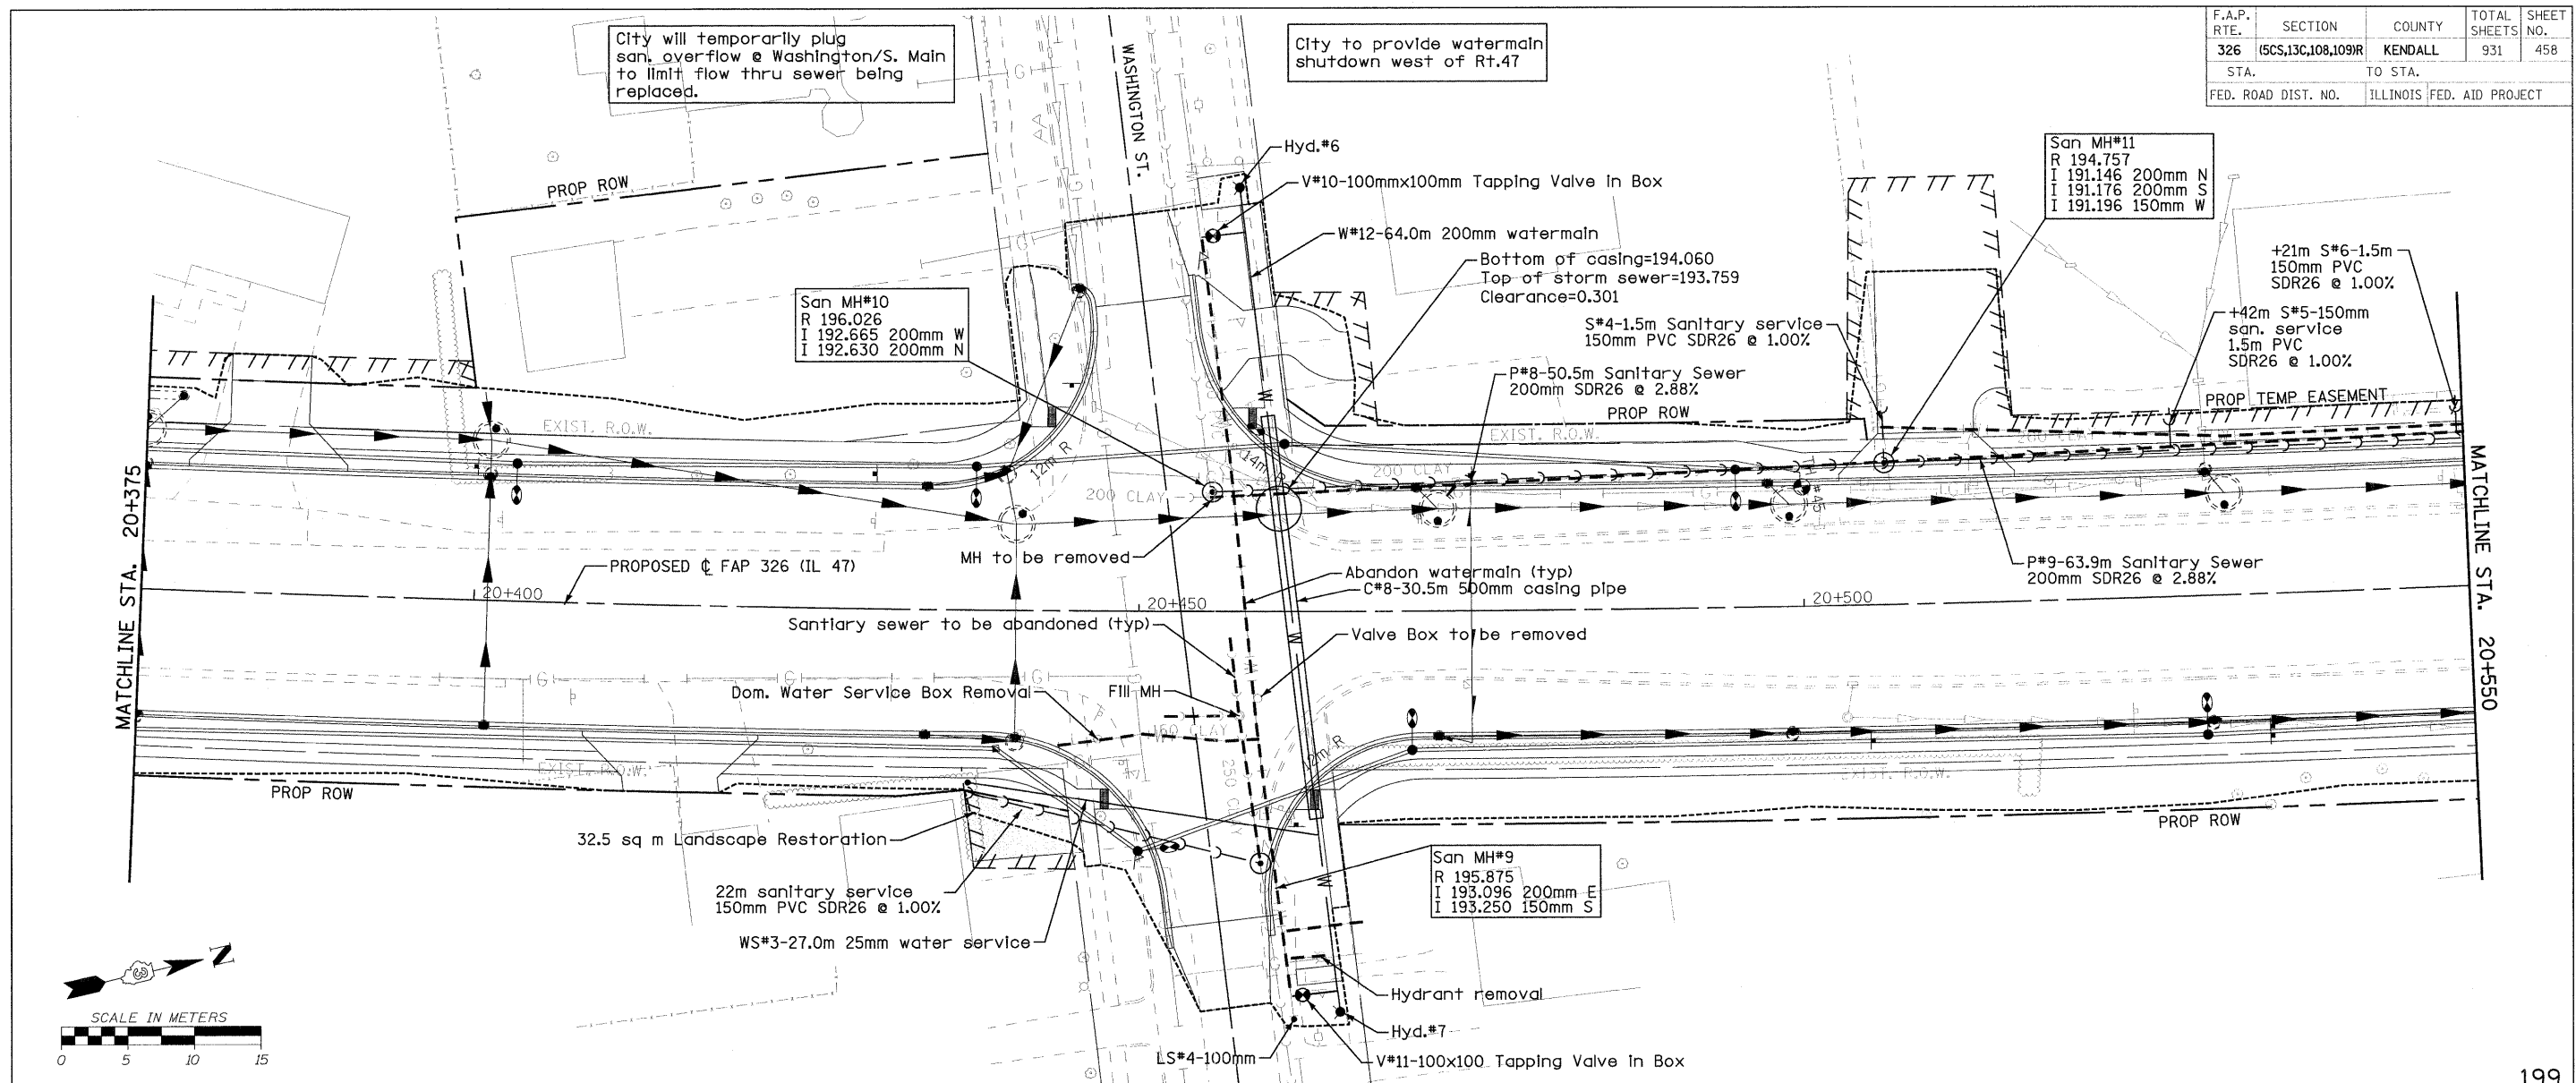 F.A.P. RTE. SECTION COUNTY TOTAL SHEETS SHEET NO.
326 (5CS,13C,108,109)R KENDALL 931 458
STA. TO STA.
FED. ROAD DIST. NO. ILLINOIS FED. AID PROJECT
City will temporarily plug
san. overflow @ Washington/S. Main
to limit flow thru sewer being
replaced.
City to provide watermain
shutdown west of Rt.47
WASHINGTON ST.
Hyd.#6
V#10-100mmx100mm Tapping Valve in Box
W#12-64.0m 200mm watermain
Bottom of casing=194.060
Top of storm sewer=193.759
Clearance=0.301
San MH#11
R 194.757
I 191.146 200mm N
I 191.176 200mm S
I 191.196 150mm W
+21m S#6-1.5m
150mm PVC
SDR26 @ 1.00%
+42m S#5-150mm
san. service
1.5m PVC
SDR26 @ 1.00%
PROP ROW
San MH#10
R 196.026
I 192.665 200mm W
I 192.630 200mm N
S#4-1.5m Sanitary service
150mm PVC SDR26 @ 1.00%
P#8-50.5m Sanitary Sewer
200mm SDR26 @ 2.88%
PROP ROW
PROP TEMP EASEMENT
EXIST. R.O.W.
EXIST. R.O.W.
12m R
14m
200 CLAY
200 CLAY
200 CLAY
MATCHLINE STA. 20+375
MATCHLINE STA. 20+550
MH to be removed
PROPOSED ℄ FAP 326 (IL 47)
20+400
20+450
20+500
Abandon watermain (typ)
C#8-30.5m 500mm casing pipe
P#9-63.9m Sanitary Sewer
200mm SDR26 @ 2.88%
Santiary sewer to be abandoned (typ)
Valve Box to be removed
Dom. Water Service Box Removal
Fill MH
150 CLAY
250 CLAY
12m R
EXIST. R.O.W.
EXIST. R.O.W.
PROP ROW
PROP ROW
32.5 sq m Landscape Restoration
22m sanitary service
150mm PVC SDR26 @ 1.00%
WS#3-27.0m 25mm water service
San MH#9
R 195.875
I 193.096 200mm E
I 193.250 150mm S
Hydrant removal
Hyd.#7
LS#4-100mm
V#11-100x100 Tapping Valve in Box
N
SCALE IN METERS
0 5 10 15
199